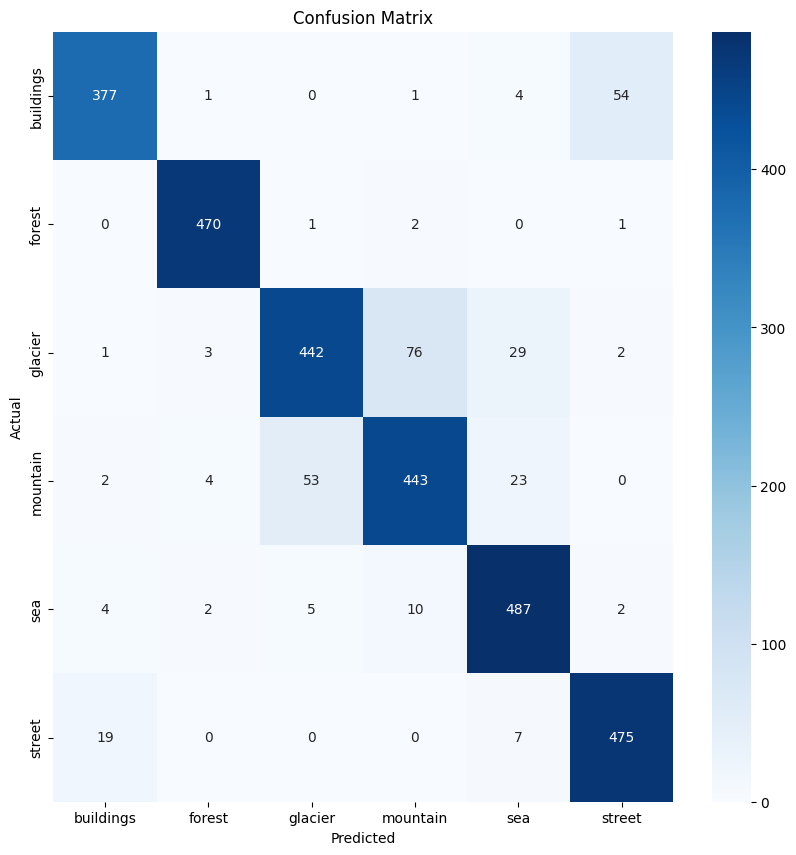 Confusion Matrix
buildings 377 1 0 1 4 54
forest 0 470 1 2 0 1
glacier 1 3 442 76 29 2
mountain 2 4 53 443 23 0
sea 4 2 5 10 487 2
street 19 0 0 0 7 475
buildings forest glacier mountain sea street
Predicted
Actual
400
300
200
100
0